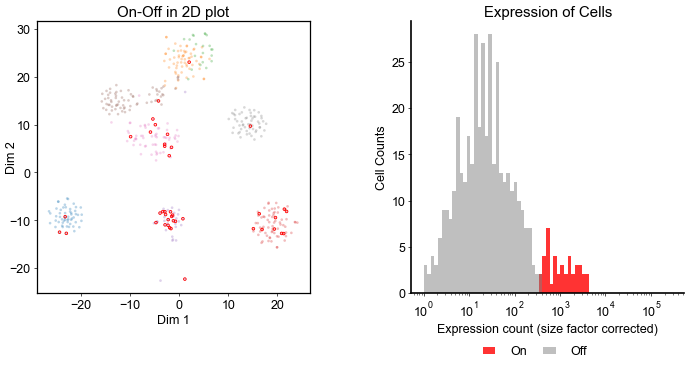 On-Off in 2D plot
Expression of Cells
30
20
10
0
−10
−20
Dim 2
−20
−10
0
10
20
Dim 1
25
20
15
10
5
0
Cell Counts
10^0
10^1
10^2
10^3
10^4
10^5
Expression count (size factor corrected)
On
Off